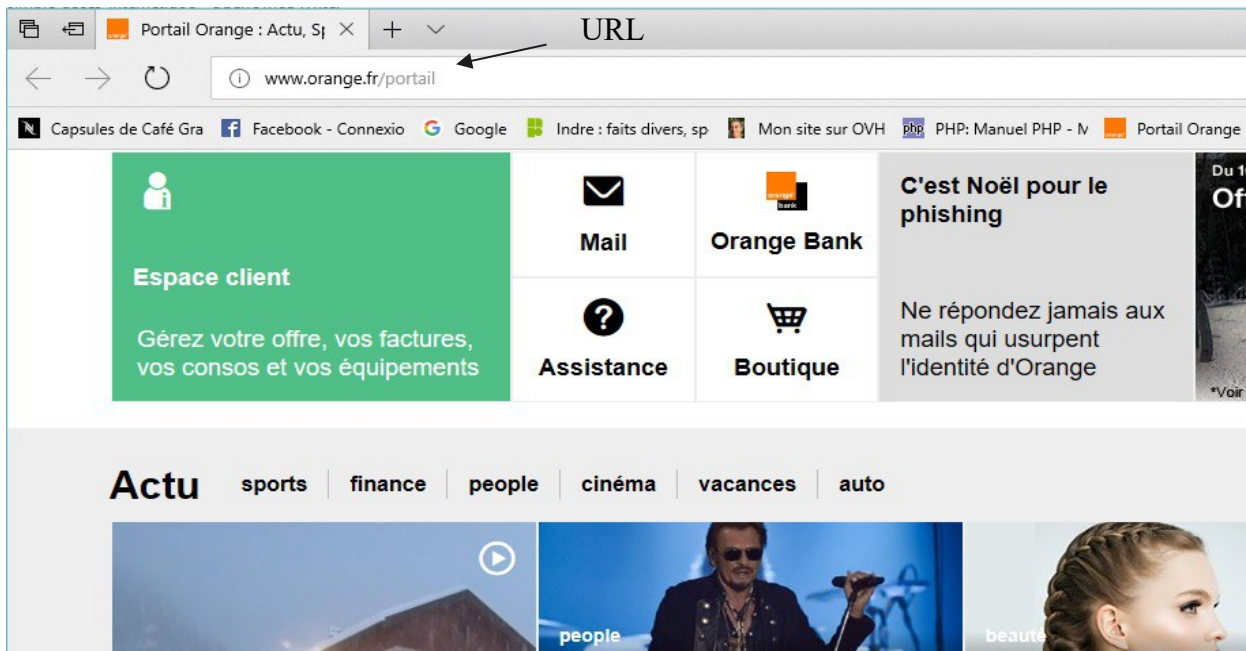 URL
Portail Orange : Actu, Sp
www.orange.fr/portail
Capsules de Café Gra Facebook - Connexio Google Indre : faits divers, sp Mon site sur OVH PHP: Manuel PHP - M Portail Orange
Espace client
Gérez votre offre, vos factures,
vos consos et vos équipements
Mail
orange
bank
Orange Bank
Assistance
Boutique
C'est Noël pour le
phishing
Ne répondez jamais aux
mails qui usurpent
l'identité d'Orange
*Voir
Actu sports finance people cinéma vacances auto
people
beauté